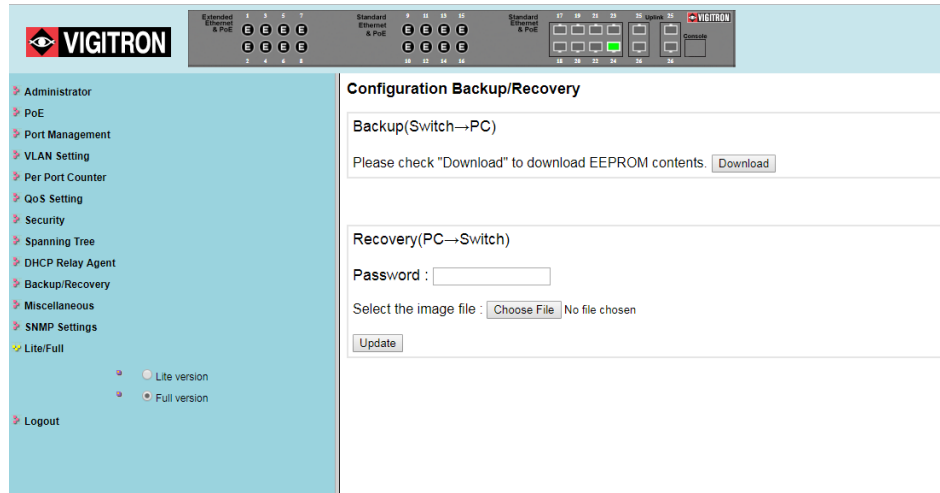 VIGITRON
Extended Ethernet & PoE
1 3 5 7
E E E E
E E E E
2 4 6 8
Standard Ethernet & PoE
9 11 13 15
E E E E
E E E E
10 12 14 16
Standard Ethernet & PoE
17 19 21 23 25 Uplink 25
VIGITRON
Console
18 20 22 24 26 26
Administrator
PoE
Port Management
VLAN Setting
Per Port Counter
QoS Setting
Security
Spanning Tree
DHCP Relay Agent
Backup/Recovery
Miscellaneous
SNMP Settings
Lite/Full
Lite version
Full version
Logout
Configuration Backup/Recovery
Backup(Switch→PC)
Please check "Download" to download EEPROM contents. Download
Recovery(PC→Switch)
Password :
Select the image file : Choose File No file chosen
Update